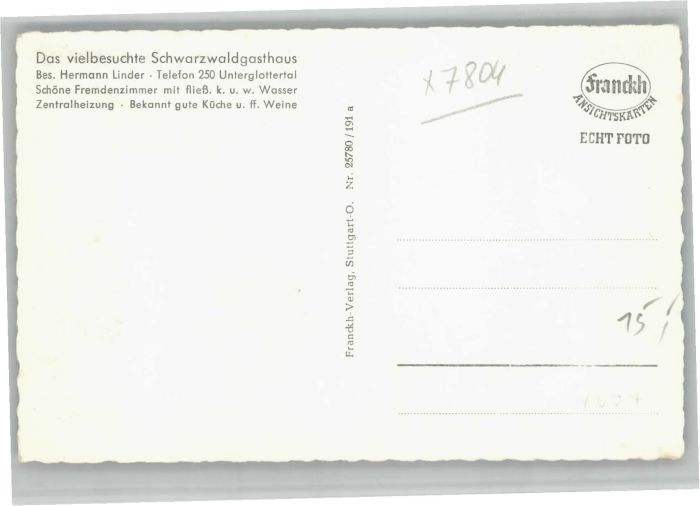 Das vielbesuchte Schwarzwaldgasthaus
Bes. Hermann Linder · Telefon 250 Unterglottertal
Schöne Fremdenzimmer mit fließ. k. u. w. Wasser
Zentralheizung · Bekannt gute Küche u. ff. Weine
x 7804
Franckh
ANSICHTSKARTEN
ECHT FOTO
Franckh-Verlag, Stuttgart-O. Nr. 25780/191 a
15